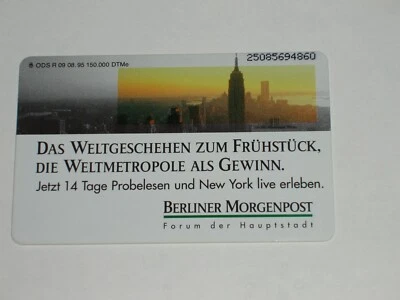 ODS R 09 08. 95 150.000 DTMe
25085694860
DAS WELTGESCHEHEN ZUM FRÜHSTÜCK,
DIE WELTMETROPOLE ALS GEWINN.
Jetzt 14 Tage Probelesen und New York live erleben.
BERLINER MORGENPOST
Forum der Hauptstadt